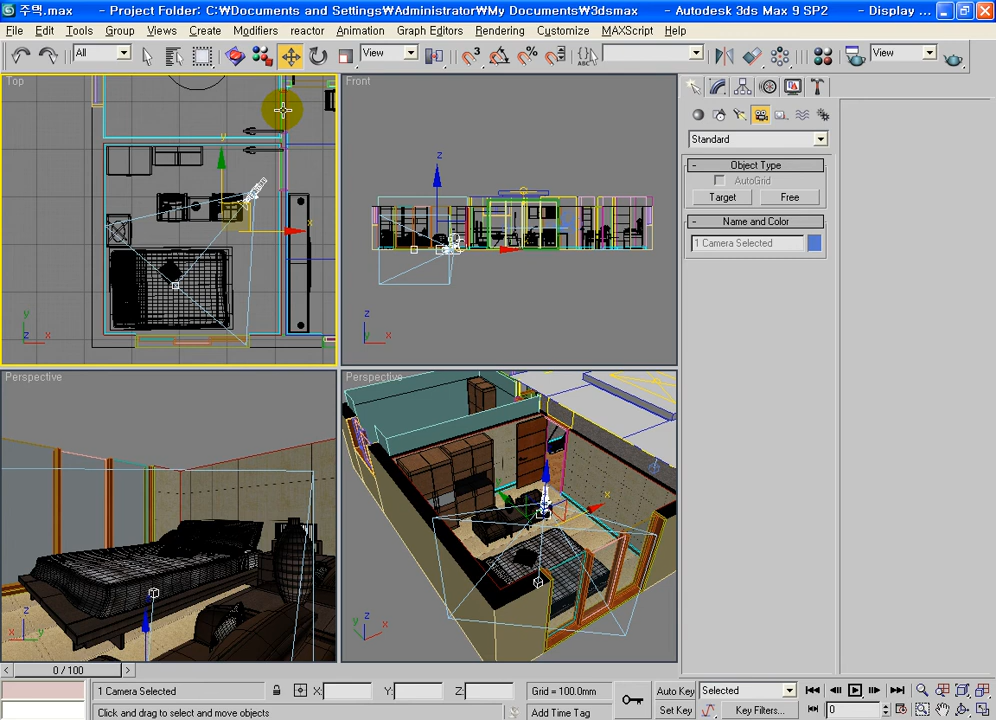 주택.max - Project Folder: C:₩Documents and Settings₩Administrator₩My Documents₩3dsmax - Autodesk 3ds Max 9 SP2 - Display ...
File Edit Tools Group Views Create Modifiers reactor Animation Graph Editors Rendering Customize MAXScript Help
All View View
Top
Front
Standard
- Object Type
AutoGrid
Target Free
- Name and Color
1 Camera Selected
Perspective
Perspective
0 / 100
1 Camera Selected X: Y: Z: Grid = 100.0mm Auto Key Selected
Click and drag to select and move objects Add Time Tag Set Key Key Filters... 0